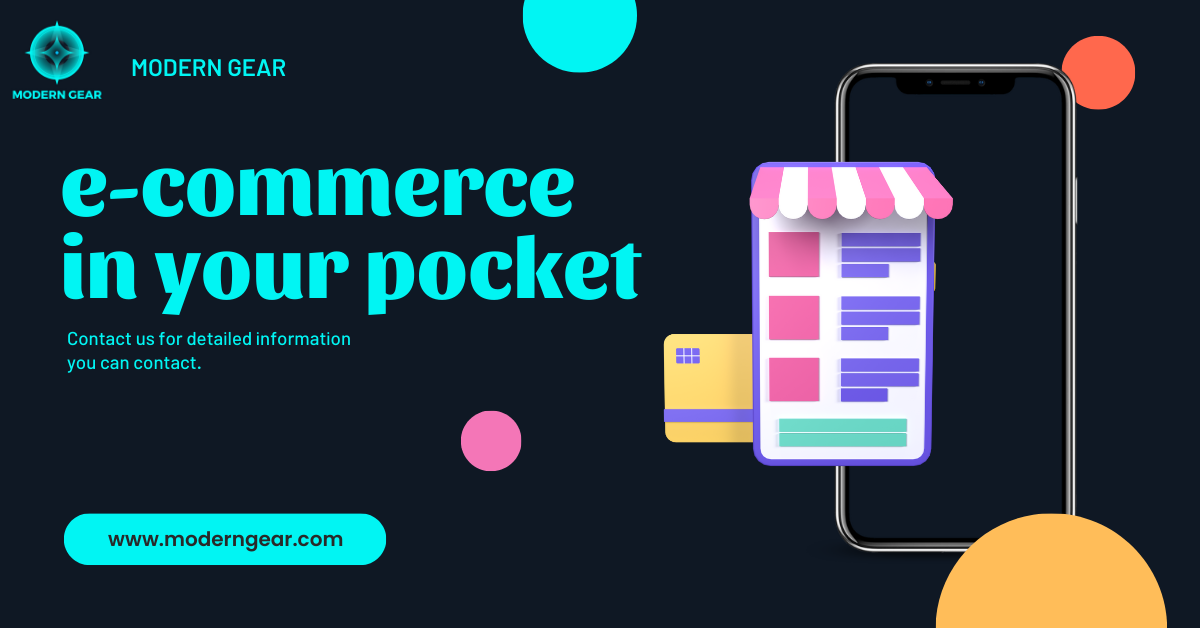 MODERN GEAR
MODERN GEAR
e-commerce
in your pocket
Contact us for detailed information
you can contact.
www.moderngear.com